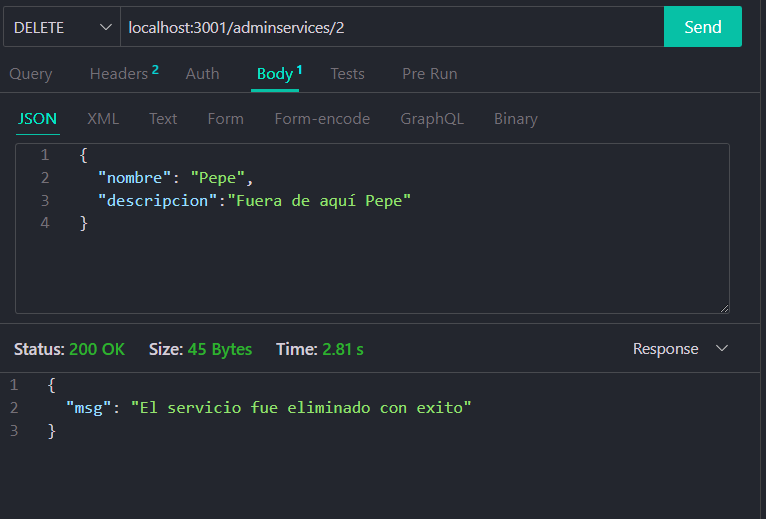 DELETE localhost:3001/adminservices/2 Send
Query Headers 2 Auth Body 1 Tests Pre Run
JSON XML Text Form Form-encode GraphQL Binary
1 {
2 "nombre": "Pepe",
3 "descripcion":"Fuera de aquí Pepe"
4 }
Status: 200 OK Size: 45 Bytes Time: 2.81 s Response
1 {
2 "msg": "El servicio fue eliminado con exito"
3 }